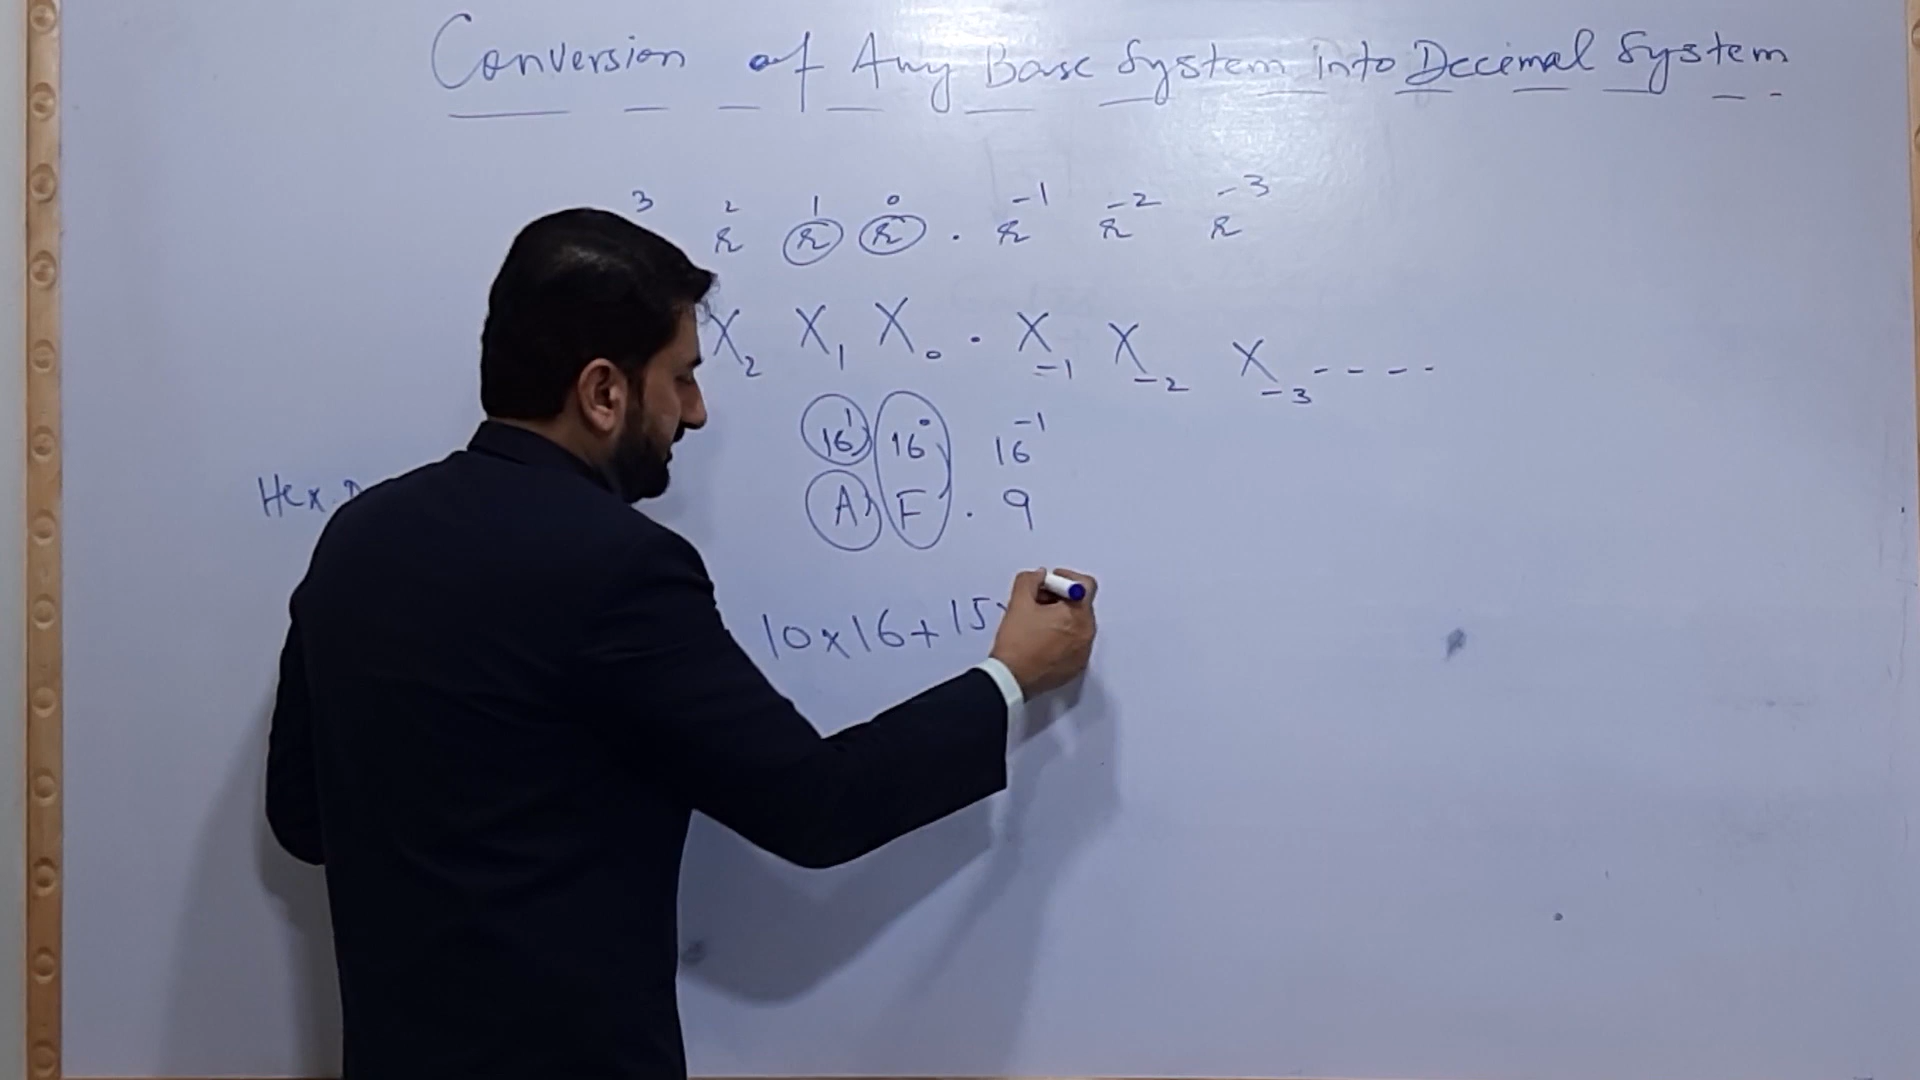 Conversion of Any Base System into Decimal System
3 2 1 0 -1 -2 -3
r r r . r r r
X₂ X₁ X₀ . X₋₁ X₋₂ X₋₃ - - - -
16¹ 16⁰ 16⁻¹
Hex. A F . 9
10×16+15×